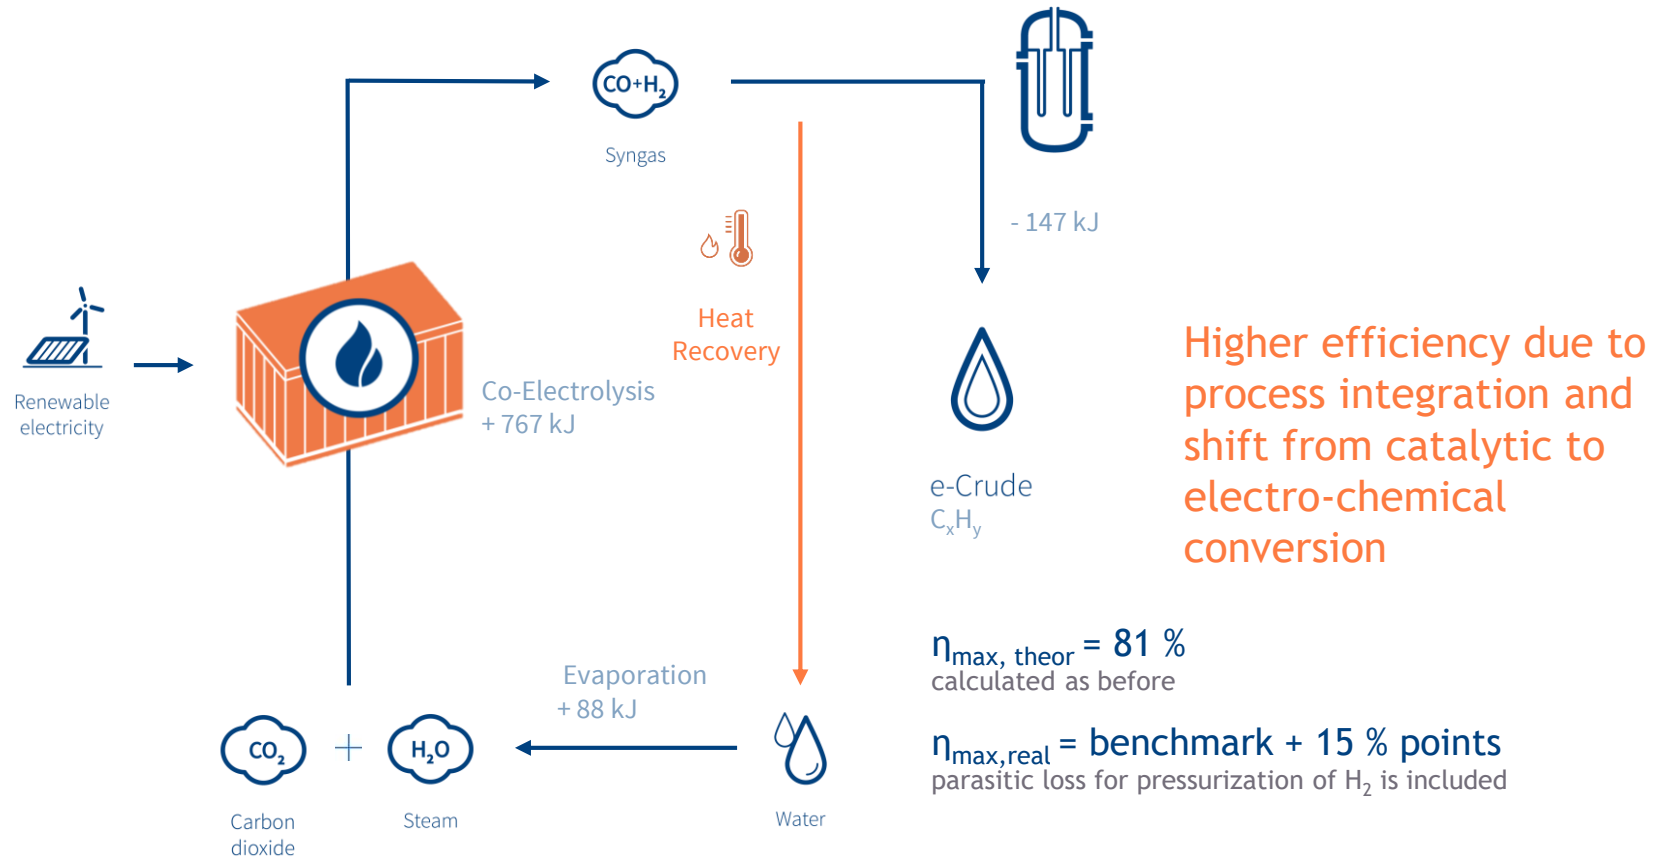 CO+H₂
Syngas
- 147 kJ
Heat
Recovery
Renewable
electricity
Co-Electrolysis
+ 767 kJ
Higher efficiency due to
process integration and
shift from catalytic to
electro-chemical
conversion
e-Crude
CₓHᵧ
Evaporation
+ 88 kJ
CO₂
+
H₂O
Carbon
dioxide
Steam
Water
ηmax, theor = 81 %
calculated as before
ηmax,real = benchmark + 15 % points
parasitic loss for pressurization of H₂ is included